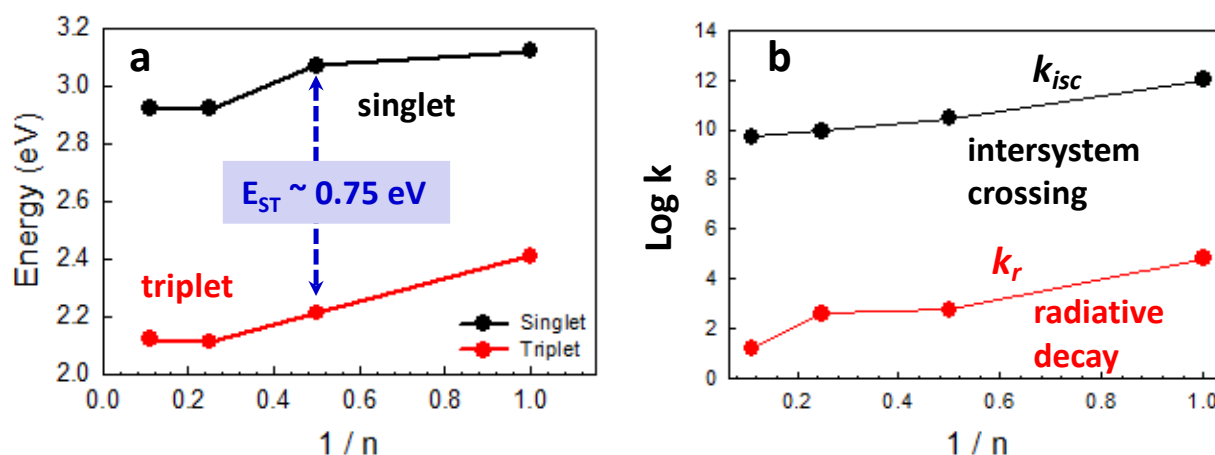 a
3.2
3.0
2.8
2.6
2.4
2.2
2.0
Energy (eV)
singlet
E_ST ~ 0.75 eV
triplet
Singlet
Triplet
0.0 0.2 0.4 0.6 0.8 1.0
1 / n
b
14
12
10
8
6
4
2
0
Log k
k_isc
intersystem
crossing
k_r
radiative
decay
0.2 0.4 0.6 0.8 1.0
1 / n